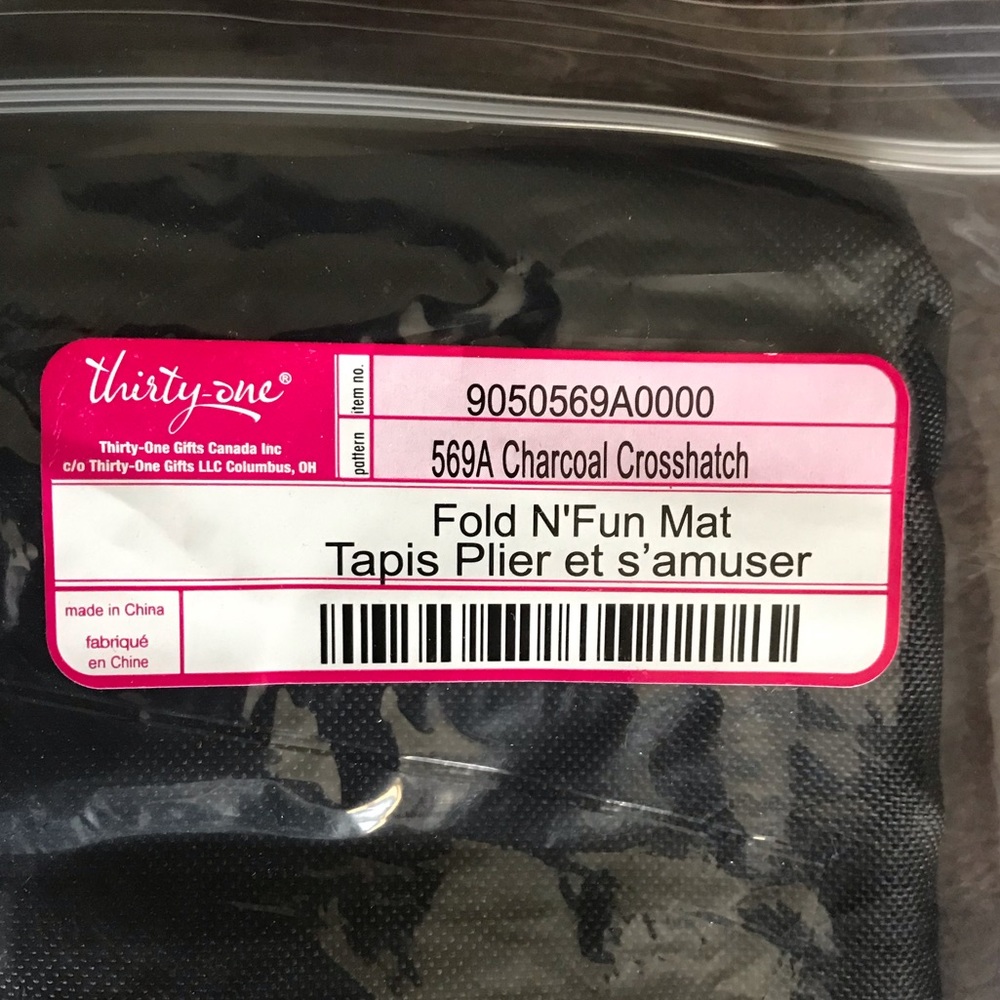 thirty-one®
Thirty-One Gifts Canada Inc
c/o Thirty-One Gifts LLC Columbus, OH
item no.
9050569A0000
pattern
569A Charcoal Crosshatch
Fold N'Fun Mat
Tapis Plier et s’amuser
made in China
fabriqué
en Chine